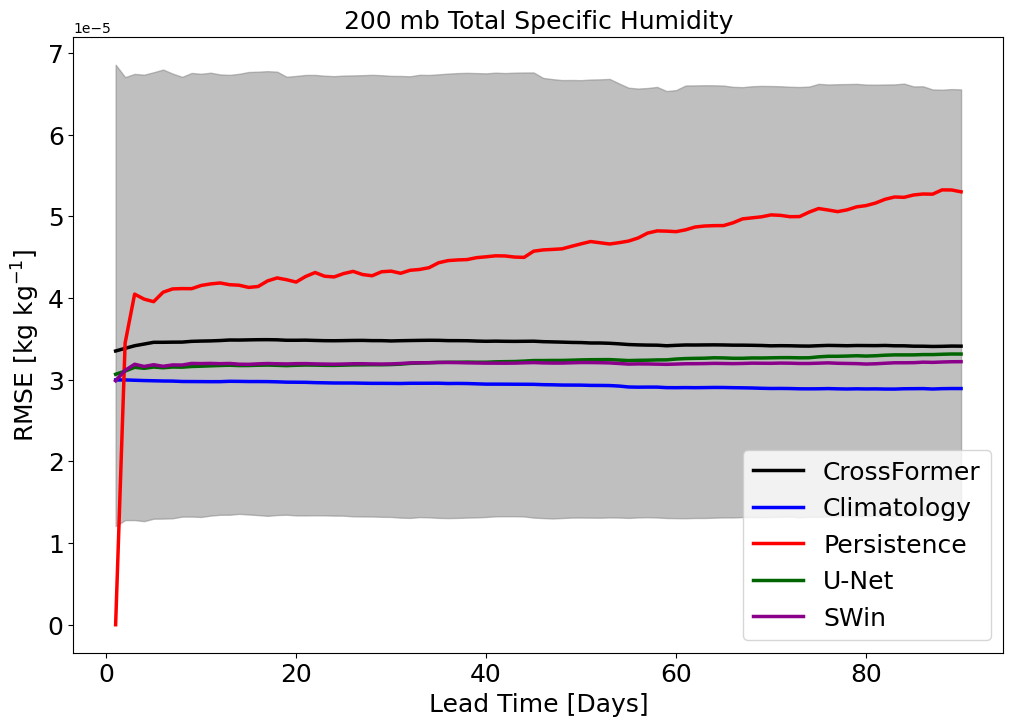 200 mb Total Specific Humidity
1e−5
RMSE [kg kg⁻¹]
7
6
5
4
3
2
1
0
0 20 40 60 80
Lead Time [Days]
CrossFormer
Climatology
Persistence
U-Net
SWin